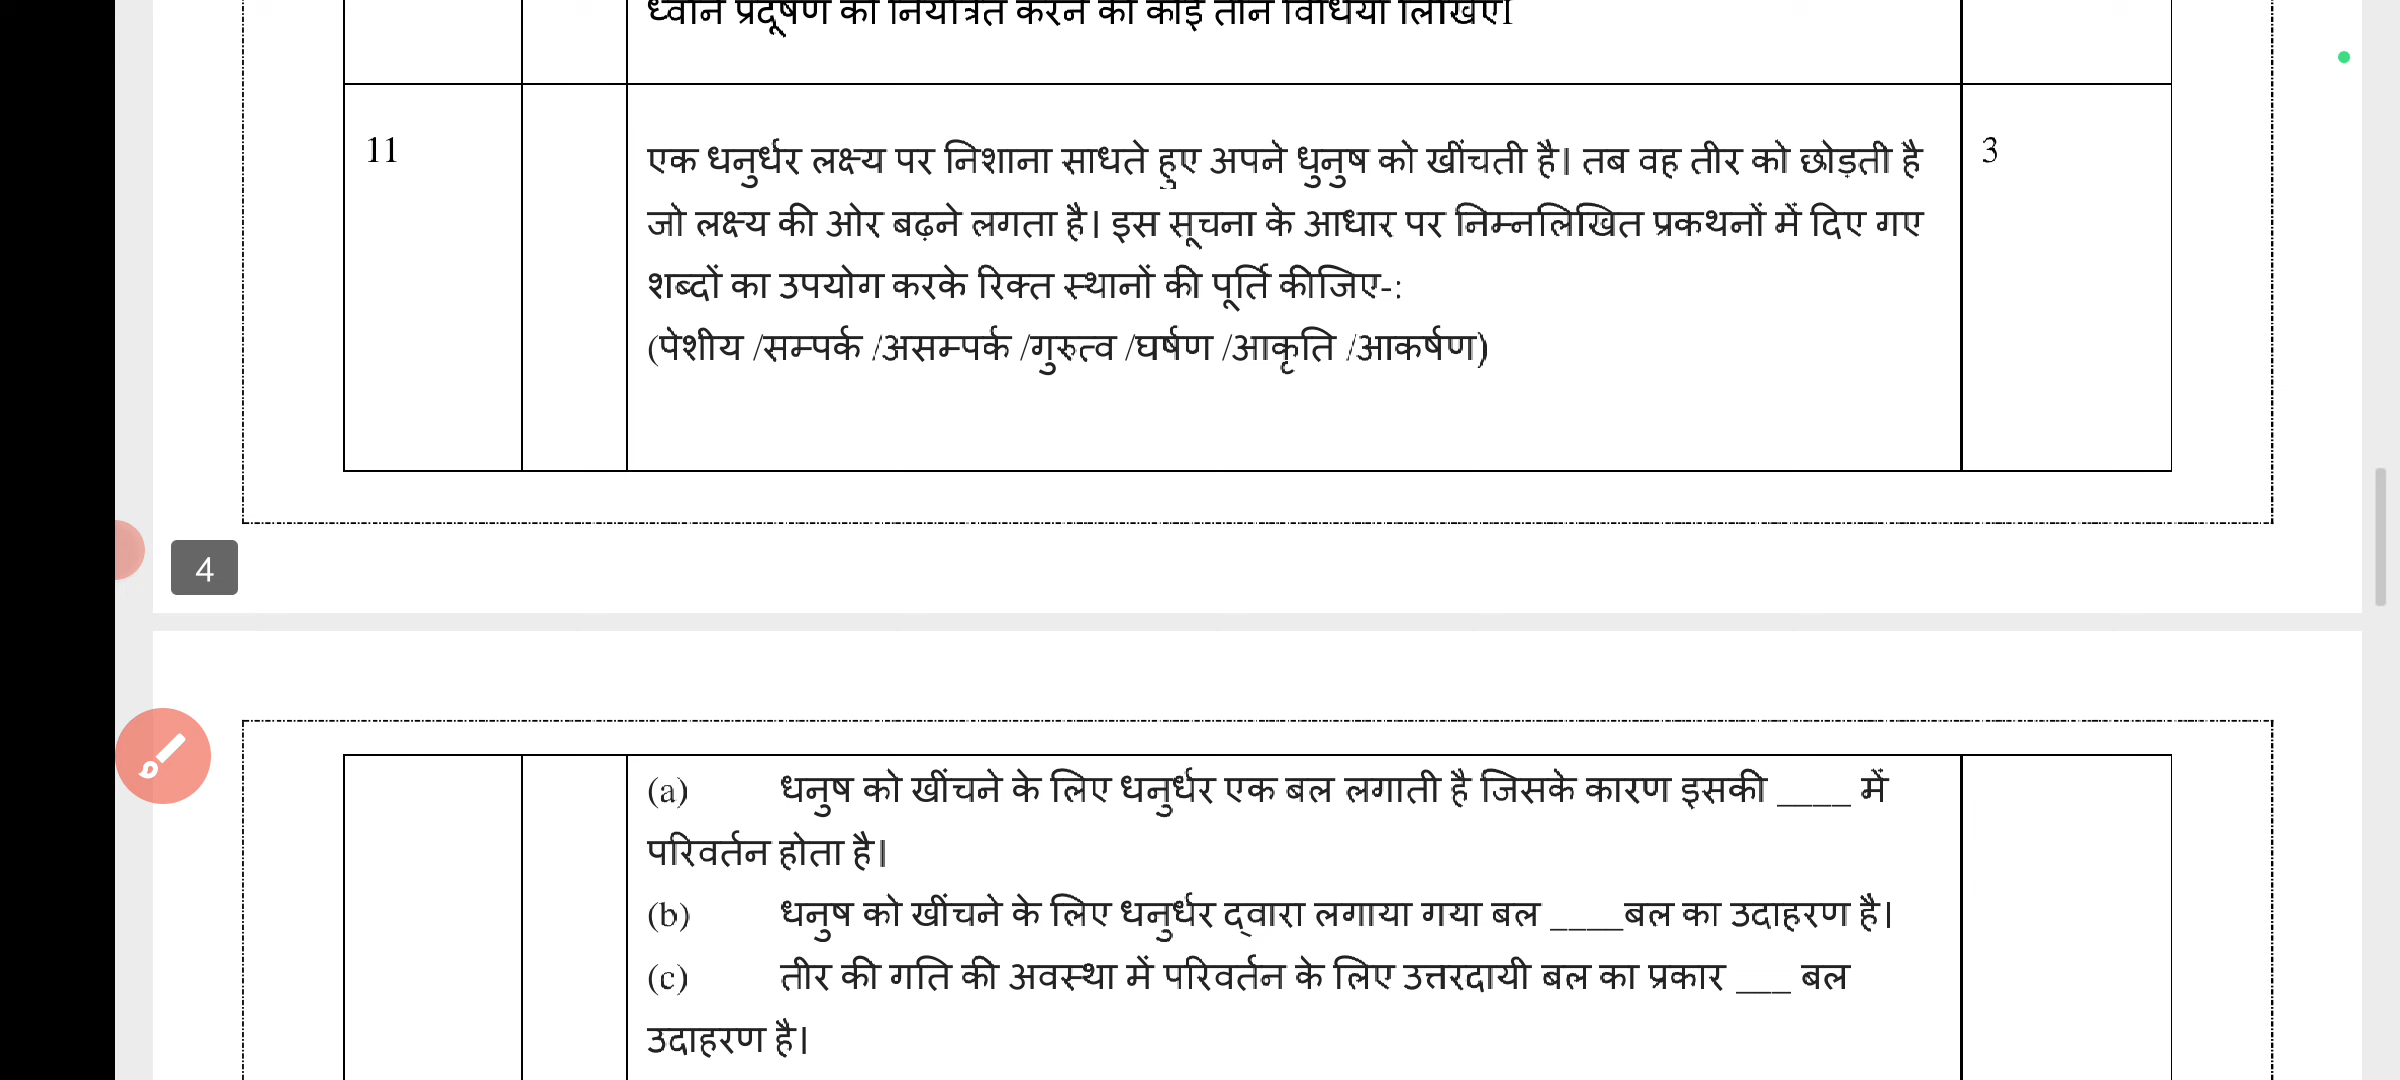 ध्वनि प्रदूषण को नियंत्रित करने की कोई तीन विधियाँ लिखिएI
11
एक धनुर्धर लक्ष्य पर निशाना साधते हुए अपने धुनुष को खींचती है। तब वह तीर को छोड़ती है
3
जो लक्ष्य की ओर बढ़ने लगता है। इस सूचना के आधार पर निम्नलिखित प्रकथनों में दिए गए
शब्दों का उपयोग करके रिक्त स्थानों की पूर्ति कीजिए-:
(पेशीय /सम्पर्क /असम्पर्क /गुरुत्व /घर्षण /आकृति /आकर्षण)
4
(a) धनुष को खींचने के लिए धनुर्धर एक बल लगाती है जिसके कारण इसकी ____ में
परिवर्तन होता है।
(b) धनुष को खींचने के लिए धनुर्धर द्वारा लगाया गया बल ____बल का उदाहरण है।
(c) तीर की गति की अवस्था में परिवर्तन के लिए उत्तरदायी बल का प्रकार ___ बल
उदाहरण है।